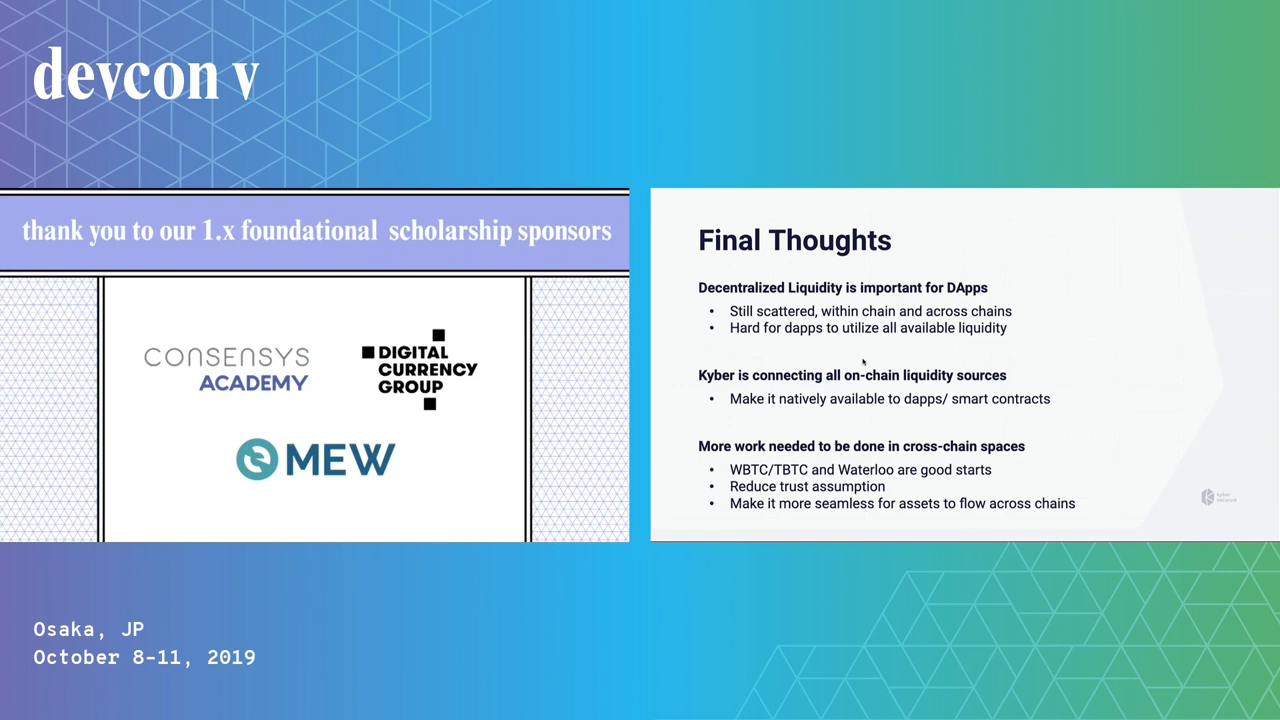 devcon v
thank you to our 1.x foundational scholarship sponsors
CONSENSYS
ACADEMY
DIGITAL
CURRENCY
GROUP
MEW
Final Thoughts
Decentralized Liquidity is important for DApps
• Still scattered, within chain and across chains
• Hard for dapps to utilize all available liquidity
Kyber is connecting all on-chain liquidity sources
• Make it natively available to dapps/ smart contracts
More work needed to be done in cross-chain spaces
• WBTC/TBTC and Waterloo are good starts
• Reduce trust assumption
• Make it more seamless for assets to flow across chains
kyber
network
Osaka, JP
October 8-11, 2019